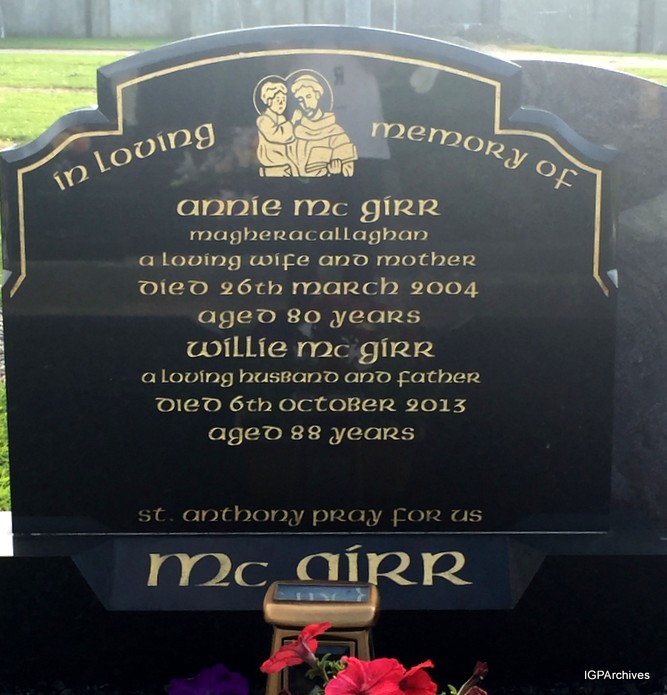 in loving memory of
annie mc girr
magheracallaghan
a loving wife and mother
died 26th march 2004
aged 80 years
willie mc girr
a loving husband and father
died 6th october 2013
aged 88 years
st. anthony pray for us
mc girr
IGPArchives